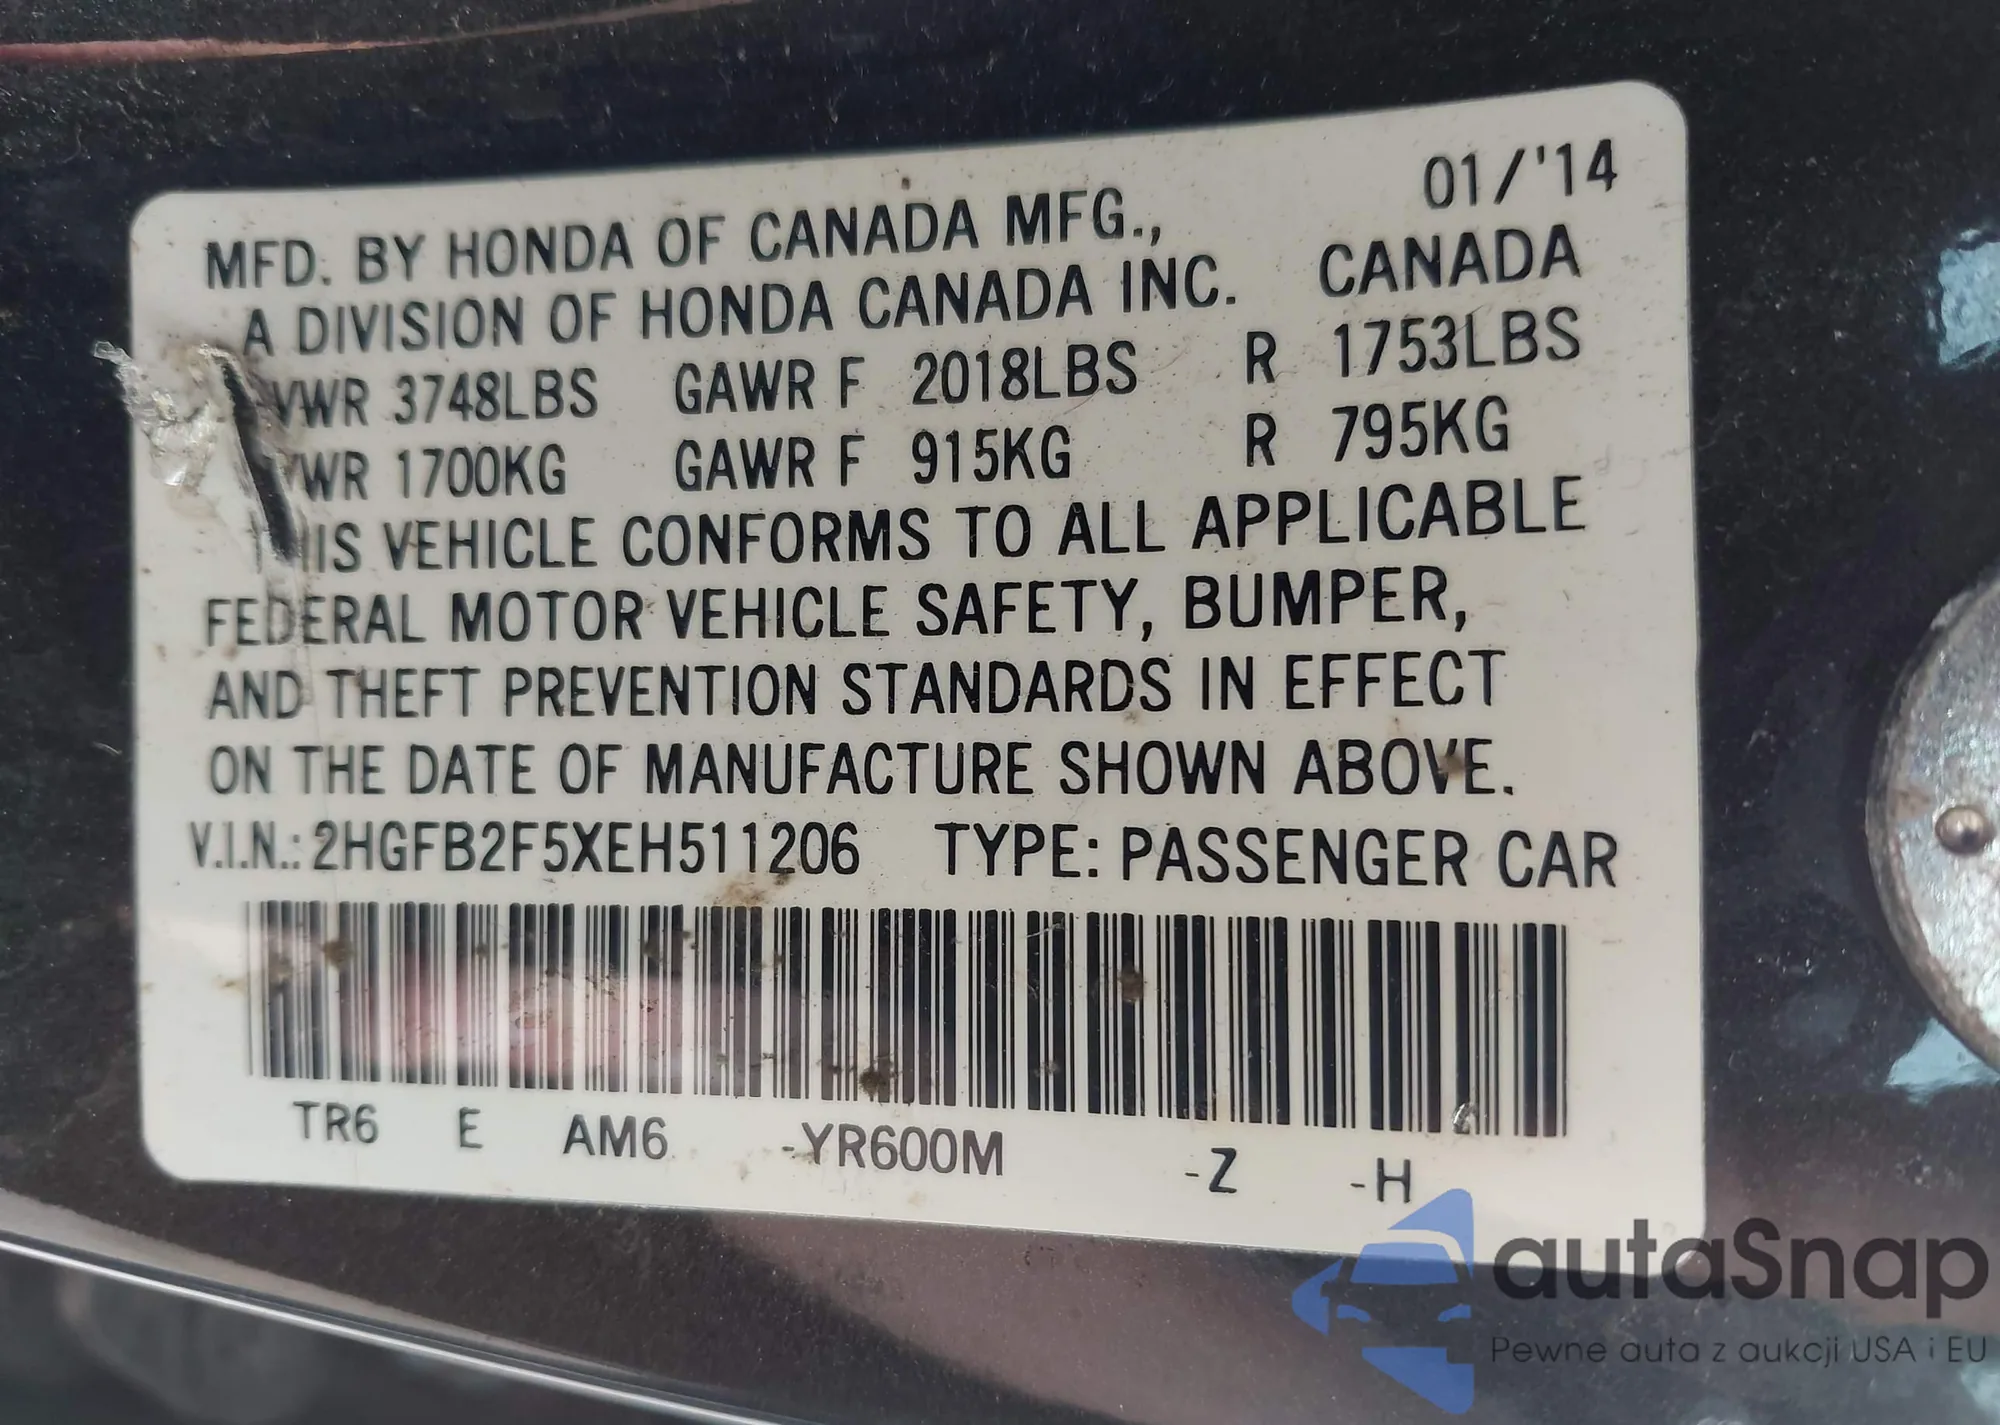 01/'14
MFD. BY HONDA OF CANADA MFG.,
A DIVISION OF HONDA CANADA INC. CANADA
VWR 3748LBS GAWR F 2018LBS R 1753LBS
VWR 1700KG GAWR F 915KG R 795KG
THIS VEHICLE CONFORMS TO ALL APPLICABLE
FEDERAL MOTOR VEHICLE SAFETY, BUMPER,
AND THEFT PREVENTION STANDARDS IN EFFECT
ON THE DATE OF MANUFACTURE SHOWN ABOVE.
V.I.N.: 2HGFB2F5XEH511206 TYPE: PASSENGER CAR
TR6 E AM6 -YR600M -Z -H
autaSnap
Pewne auta z aukcji USA i EU